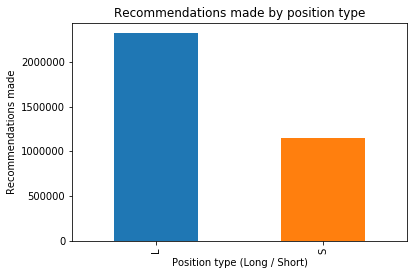 Recommendations made by position type
Recommendations made
2000000
1500000
1000000
500000
0
L
S
Position type (Long / Short)